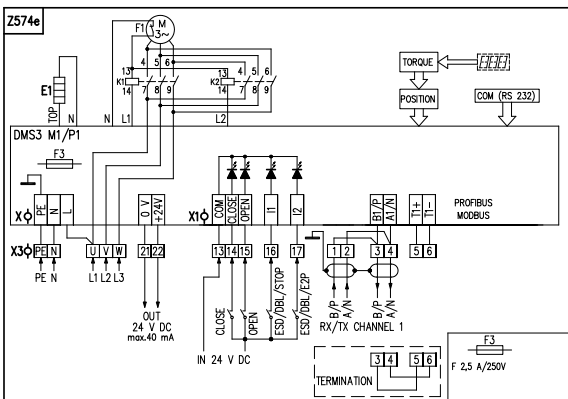 Z574e
F1 M 3~
E1
TOP N N L1 L2
13 K1 14
4 5 6
7 8 9
13 K2 14
4 5 6
7 8 9
TORQUE
POSITION COM (RS 232)
DMS3 M1/P1
F3
X PE N L
0 V +24V
X1 COM CLOSE OPEN I1 I2
B1/P A1/N T1+ T1-
PROFIBUS
MODBUS
X3 PE N U V W 21 22 13 14 15 16 17 1 2 3 4 5 6
PE N L1 L2 L3
OUT
24 V DC
max.40 mA
CLOSE OPEN ESD/DBL/STOP ESD/DBL/E2P
IN 24 V DC
B/P A/N B/P A/N
RX/TX CHANNEL 1
3 4 5 6
TERMINATION
F3
F 2,5 A/250V